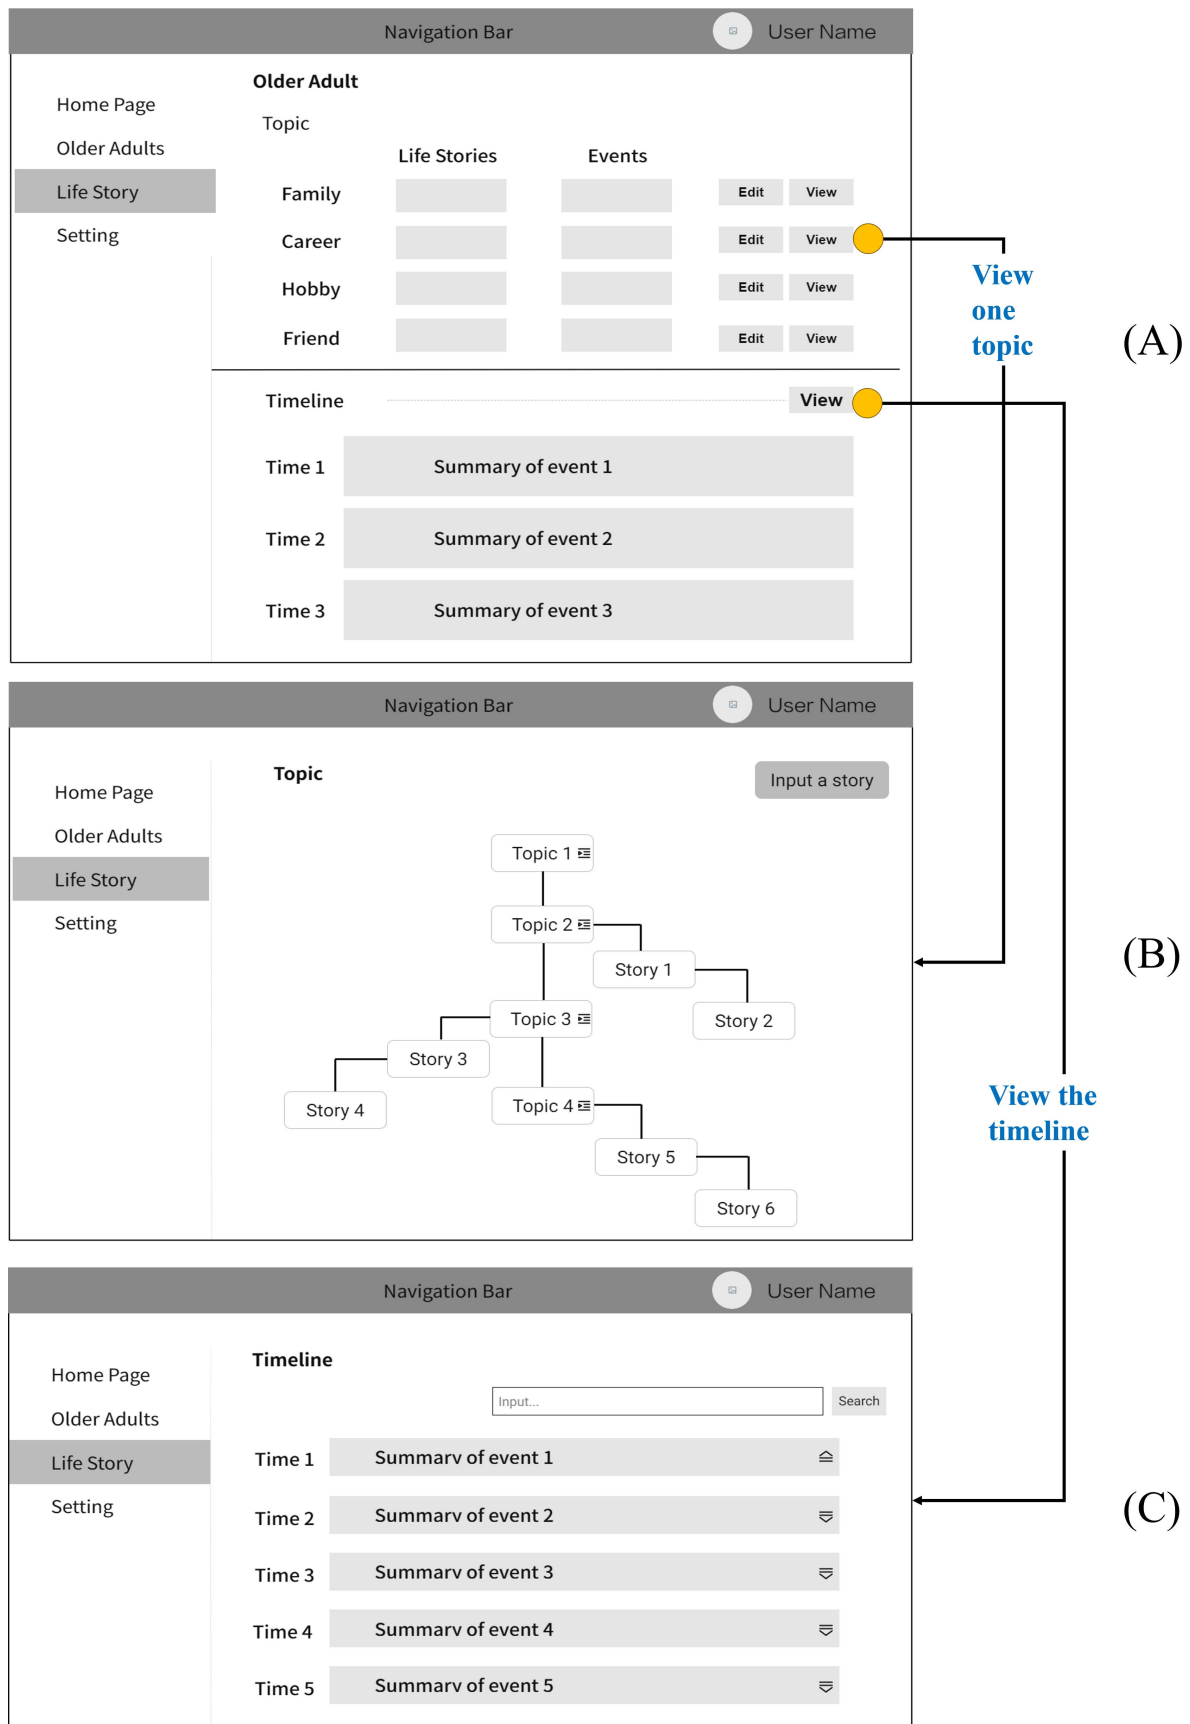 Navigation Bar User Name
Older Adult
Home Page
Topic
Older Adults
Life Stories Events
Life Story
Family Edit View
Setting
Career Edit View
Hobby Edit View
Friend Edit View
View
one
topic
(A)
Timeline View
Time 1 Summary of event 1
Time 2 Summary of event 2
Time 3 Summary of event 3
Navigation Bar User Name
Topic Input a story
Home Page
Older Adults
Life Story
Setting
Topic 1
Topic 2
Story 1
Topic 3 Story 2
Story 3
Story 4 Topic 4
Story 5
Story 6
(B)
View the
timeline
Navigation Bar User Name
Timeline
Home Page
Input... Search
Older Adults
Life Story
Setting
Time 1 Summary of event 1
Time 2 Summary of event 2
Time 3 Summary of event 3
Time 4 Summary of event 4
Time 5 Summary of event 5
(C)